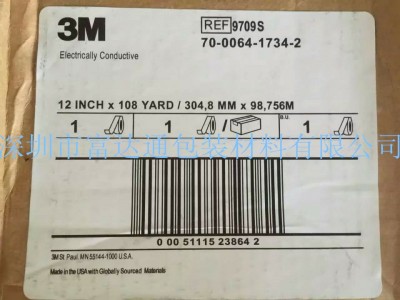 3M
REF 9709S
70-0064-1734-2
Electrically Conductive
12 INCH x 108 YARD / 304,8 MM x 98,756M
1 1 / B.U. 1
深圳市富达通包装材料有限公司
0 00 51115 23864 2
3M St. Paul, MN 55144-1000 U.S.A.
Made in the USA with Globally Sourced Materials